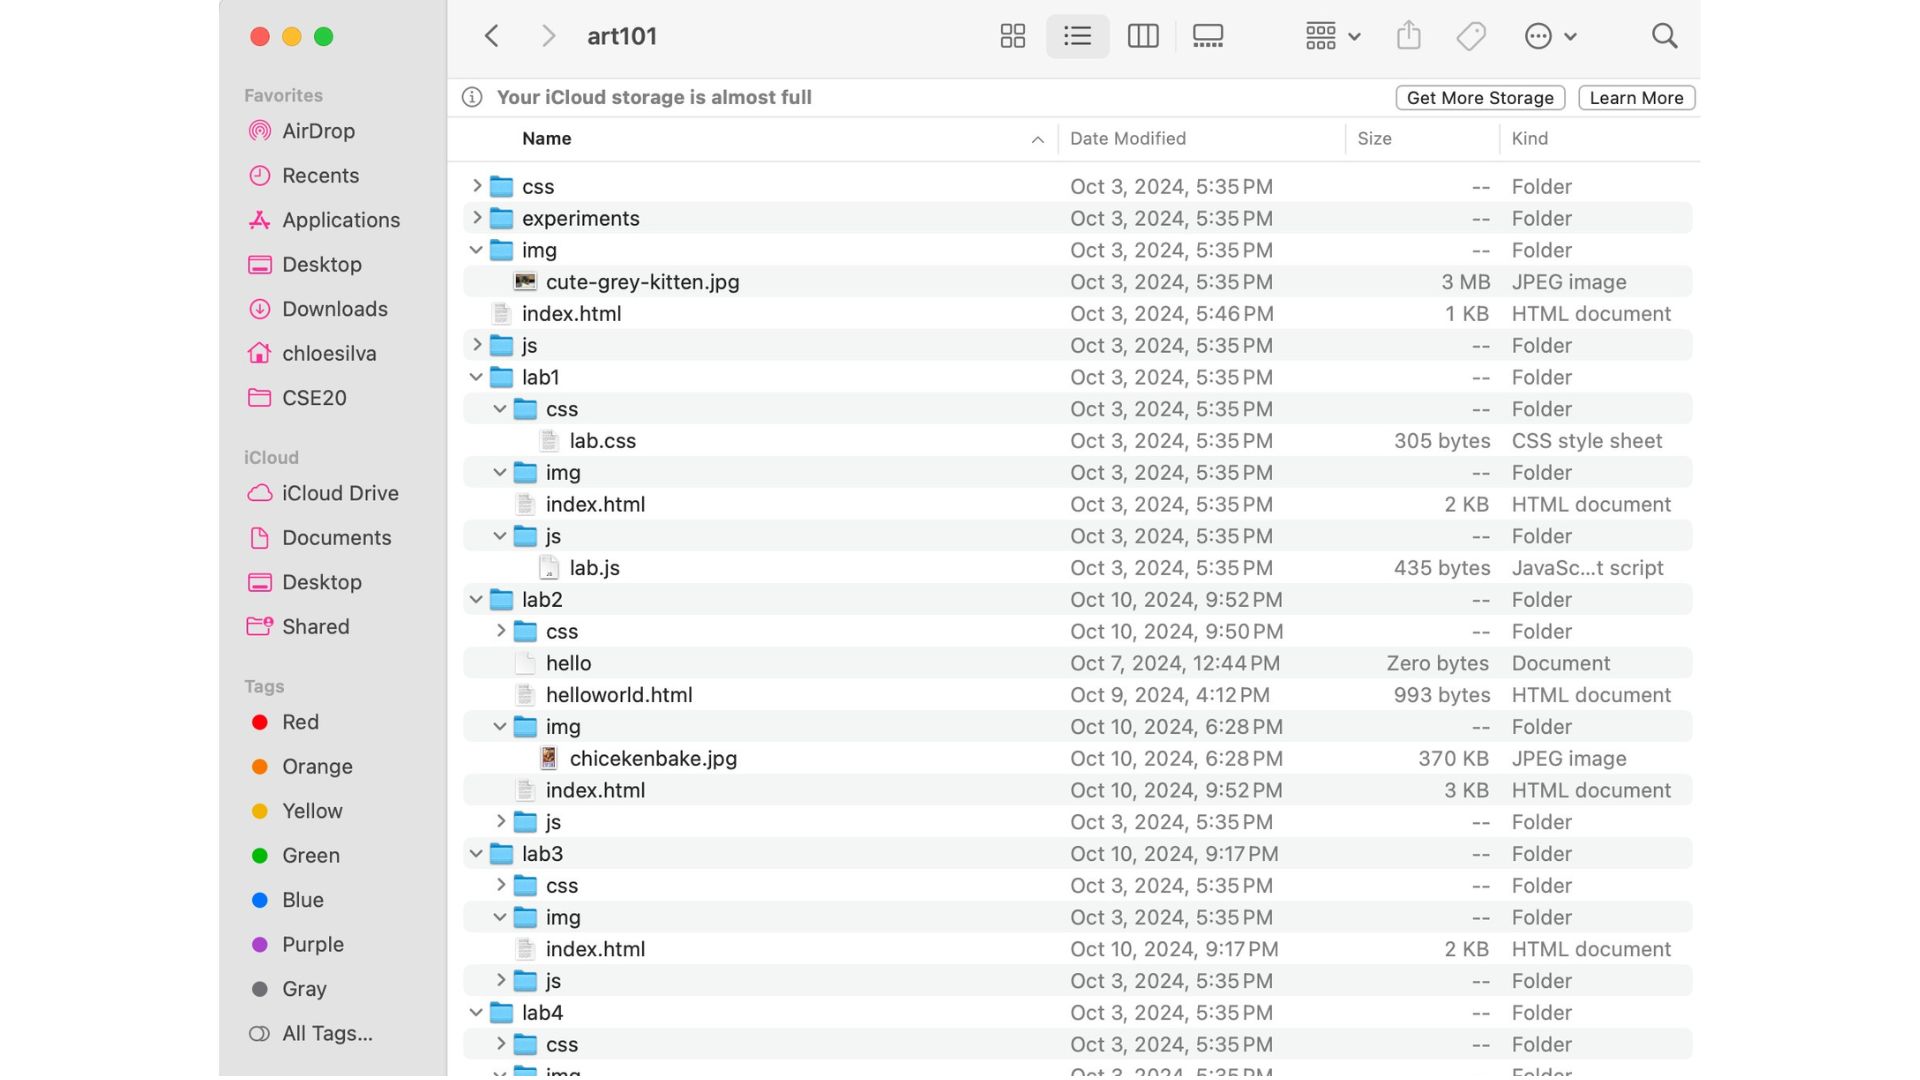 art101
Favorites
AirDrop
Recents
Applications
Desktop
Downloads
chloesilva
CSE20
iCloud
iCloud Drive
Documents
Desktop
Shared
Tags
Red
Orange
Yellow
Green
Blue
Purple
Gray
All Tags...
Your iCloud storage is almost full Get More Storage Learn More
Name Date Modified Size Kind
css Oct 3, 2024, 5:35 PM -- Folder
experiments Oct 3, 2024, 5:35 PM -- Folder
img Oct 3, 2024, 5:35 PM -- Folder
cute-grey-kitten.jpg Oct 3, 2024, 5:35 PM 3 MB JPEG image
index.html Oct 3, 2024, 5:46 PM 1 KB HTML document
js Oct 3, 2024, 5:35 PM -- Folder
lab1 Oct 3, 2024, 5:35 PM -- Folder
css Oct 3, 2024, 5:35 PM -- Folder
lab.css Oct 3, 2024, 5:35 PM 305 bytes CSS style sheet
img Oct 3, 2024, 5:35 PM -- Folder
index.html Oct 3, 2024, 5:35 PM 2 KB HTML document
js Oct 3, 2024, 5:35 PM -- Folder
lab.js Oct 3, 2024, 5:35 PM 435 bytes JavaSc...t script
lab2 Oct 10, 2024, 9:52 PM -- Folder
css Oct 10, 2024, 9:50 PM -- Folder
hello Oct 7, 2024, 12:44 PM Zero bytes Document
helloworld.html Oct 9, 2024, 4:12 PM 993 bytes HTML document
img Oct 10, 2024, 6:28 PM -- Folder
chicekenbake.jpg Oct 10, 2024, 6:28 PM 370 KB JPEG image
index.html Oct 10, 2024, 9:52 PM 3 KB HTML document
js Oct 3, 2024, 5:35 PM -- Folder
lab3 Oct 10, 2024, 9:17 PM -- Folder
css Oct 3, 2024, 5:35 PM -- Folder
img Oct 3, 2024, 5:35 PM -- Folder
index.html Oct 10, 2024, 9:17 PM 2 KB HTML document
js Oct 3, 2024, 5:35 PM -- Folder
lab4 Oct 3, 2024, 5:35 PM -- Folder
css Oct 3, 2024, 5:35 PM -- Folder